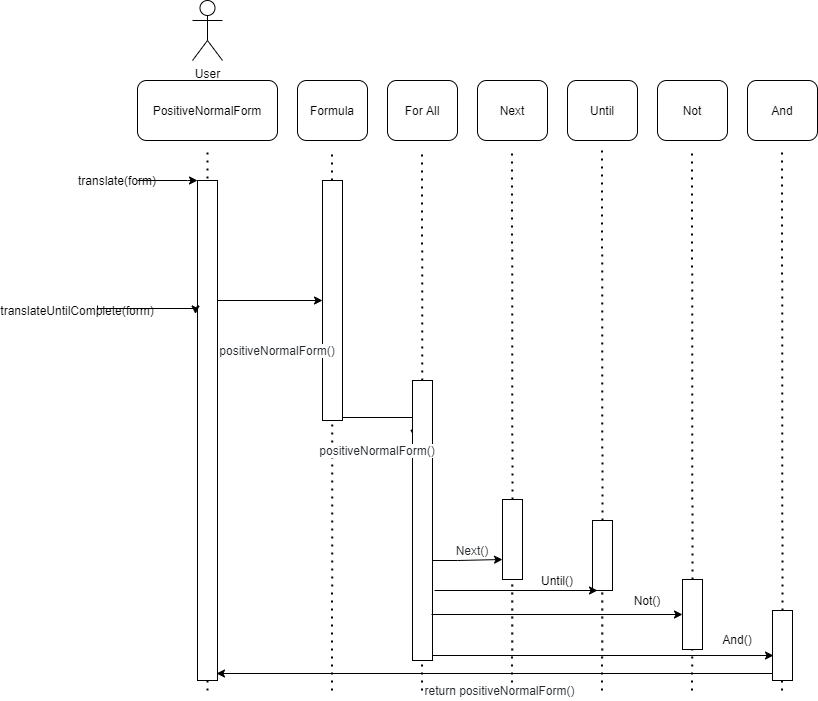 User
PositiveNormalForm
Formula
For All
Next
Until
Not
And
translate(form)
translateUntilComplete(form)
positiveNormalForm()
positiveNormalForm()
Next()
Until()
Not()
And()
return positiveNormalForm()